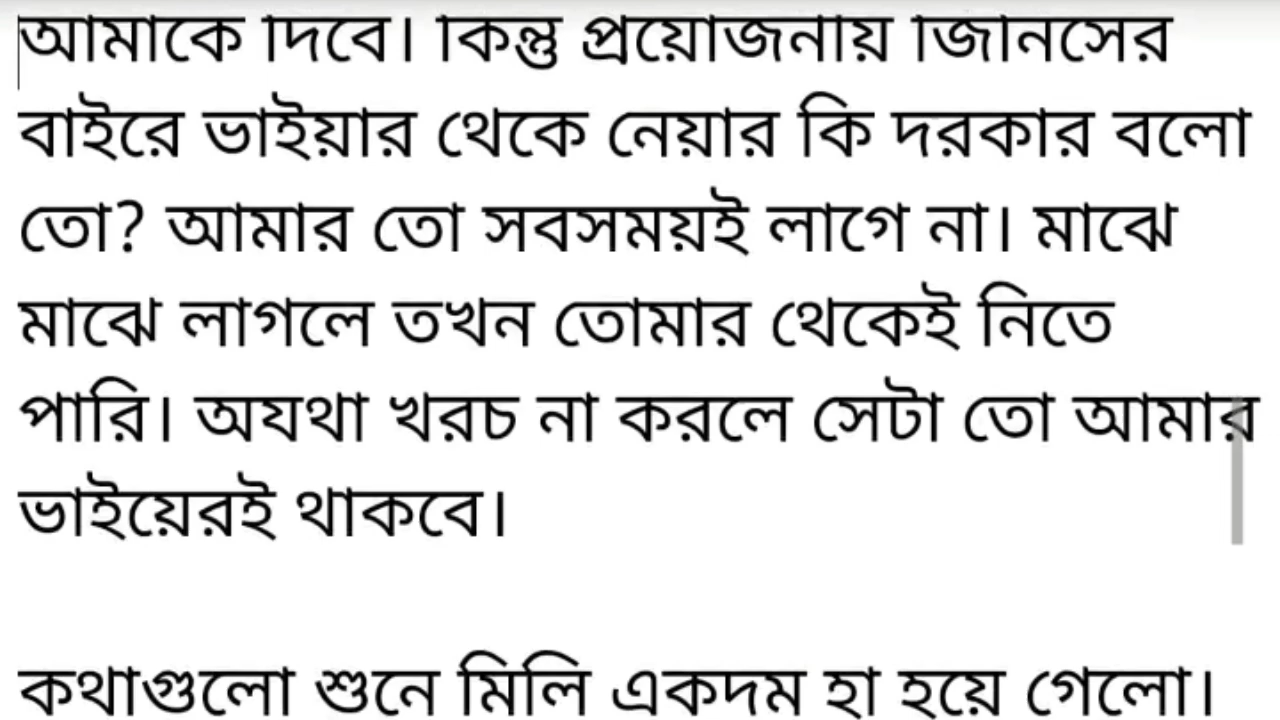 আমাকে দিবে। কিন্তু প্রয়োজনীয় জিনিসের
বাইরে ভাইয়ার থেকে নেয়ার কি দরকার বলো
তো? আমার তো সবসময়ই লাগে না। মাঝে
মাঝে লাগলে তখন তোমার থেকেই নিতে
পারি। অযথা খরচ না করলে সেটা তো আমার
ভাইয়েরই থাকবে।
কথাগুলো শুনে মিলি একদম হা হয়ে গেলো।